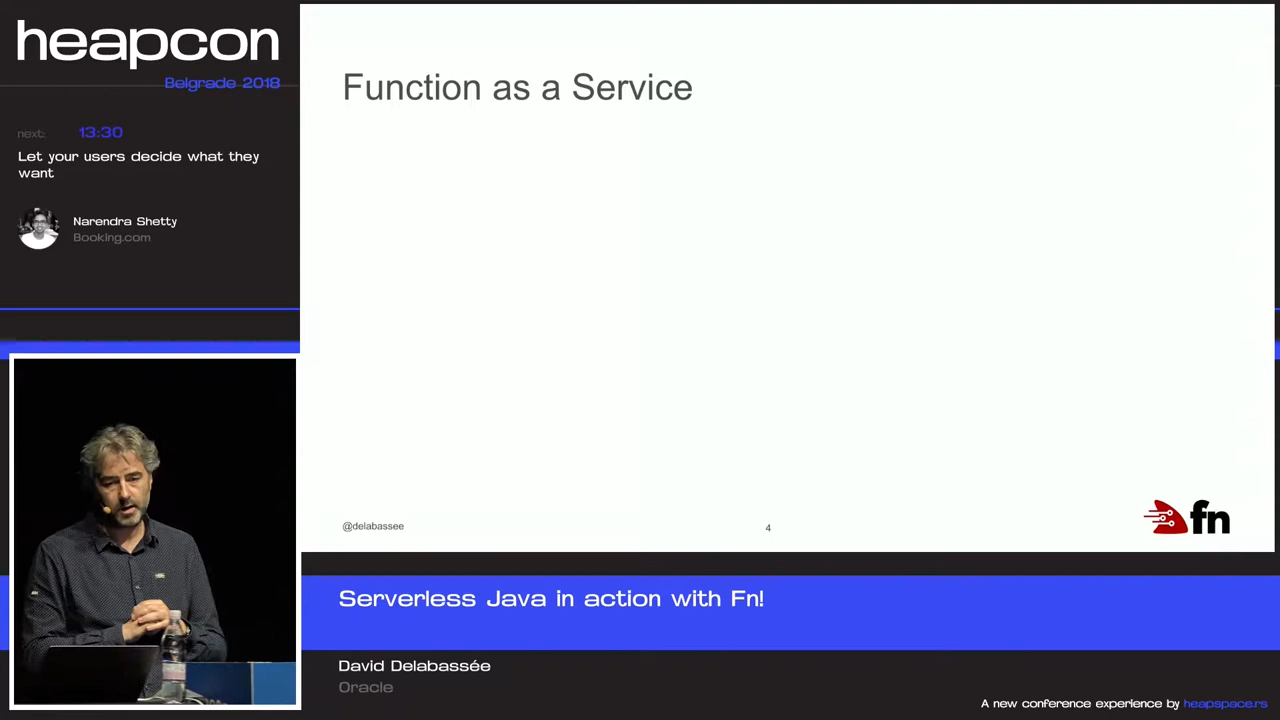 heapcon
Belgrade 2018
next: 13:30
Let your users decide what they
want
Narendra Shetty
Booking.com
Function as a Service
@delabassee
4
fn
Serverless Java in action with Fn!
David Delabassée
Oracle
A new conference experience by heapspace.rs